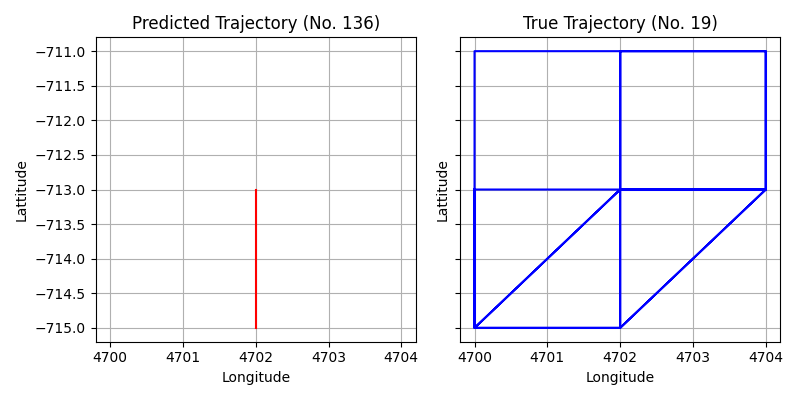 Predicted Trajectory (No. 136)
True Trajectory (No. 19)
Lattitude
−711.0
−711.5
−712.0
−712.5
−713.0
−713.5
−714.0
−714.5
−715.0
4700 4701 4702 4703 4704
Longitude
Lattitude
4700 4701 4702 4703 4704
Longitude